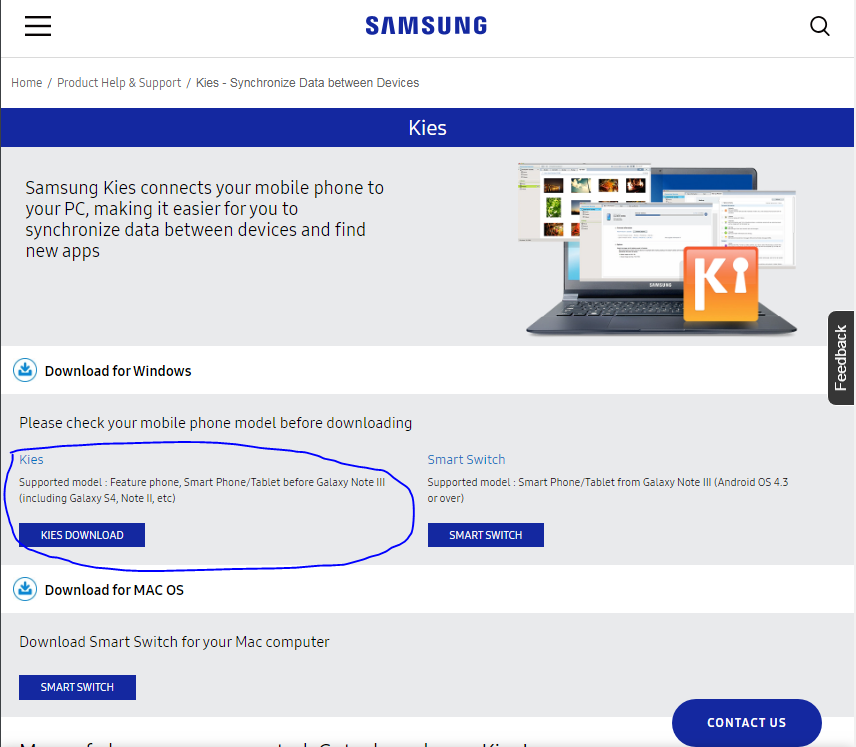 SAMSUNG
Home / Product Help & Support / Kies - Synchronize Data between Devices
Kies
Samsung Kies connects your mobile phone to
your PC, making it easier for you to
synchronize data between devices and find
new apps
SAMSUNG
Ki
Feedback
Download for Windows
Please check your mobile phone model before downloading
Kies
Supported model : Feature phone, Smart Phone/Tablet before Galaxy Note III
(including Galaxy S4, Note II, etc)
KIES DOWNLOAD
Smart Switch
Supported model : Smart Phone/Tablet from Galaxy Note III (Android OS 4.3
or over)
SMART SWITCH
Download for MAC OS
Download Smart Switch for your Mac computer
SMART SWITCH
CONTACT US